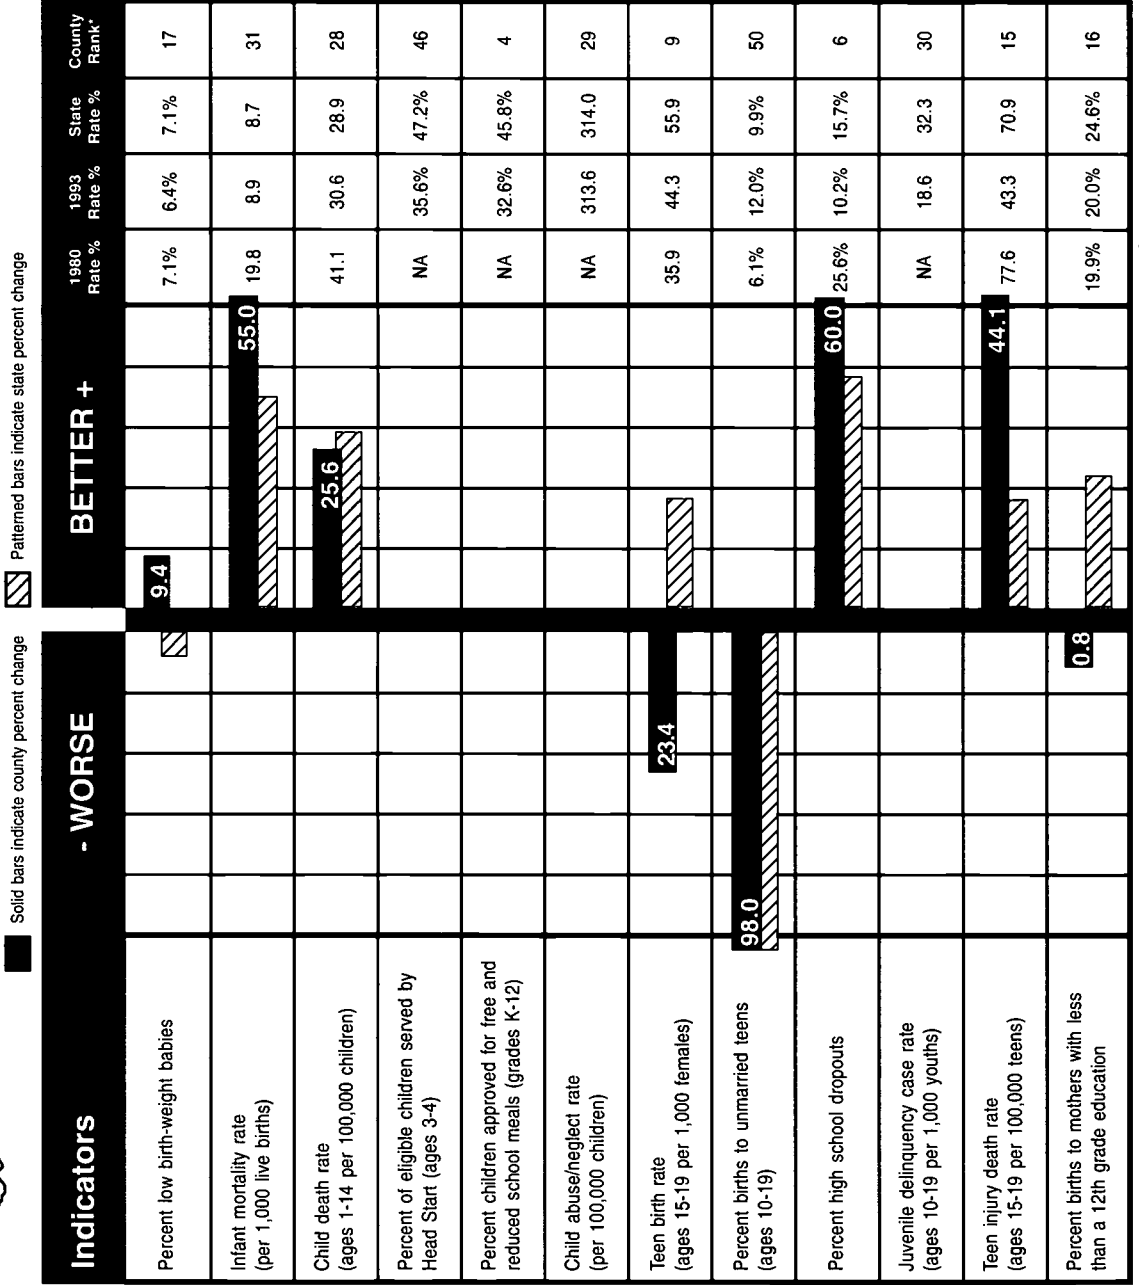 Solid bars indicate county percent change
Patterned bars indicate state percent change
Indicators
- WORSE
BETTER +
1980
Rate %
1993
Rate %
State
Rate %
County
Rank*
Percent low birth-weight babies
9.4
7.1%
6.4%
7.1%
17
Infant mortality rate
(per 1,000 live births)
55.0
19.8
8.9
8.7
31
Child death rate
(ages 1-14 per 100,000 children)
25.6
41.1
30.6
28.9
28
Percent of eligible children served by
Head Start (ages 3-4)
NA
35.6%
47.2%
46
Percent children approved for free and
reduced school meals (grades K-12)
NA
32.6%
45.8%
4
Child abuse/neglect rate
(per 100,000 children)
NA
313.6
314.0
29
Teen birth rate
(ages 15-19 per 1,000 females)
23.4
35.9
44.3
55.9
9
Percent births to unmarried teens
(ages 10-19)
98.0
6.1%
12.0%
9.9%
50
Percent high school dropouts
60.0
25.6%
10.2%
15.7%
6
Juvenile delinquency case rate
(ages 10-19 per 1,000 youths)
NA
18.6
32.3
30
Teen injury death rate
(ages 15-19 per 100,000 teens)
44.1
77.6
43.3
70.9
15
Percent births to mothers with less
than a 12th grade education
0.8
19.9%
20.0%
24.6%
16